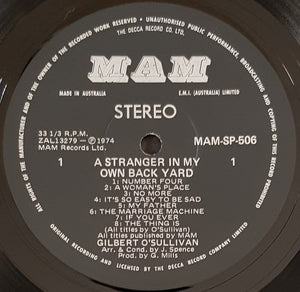 ALL RIGHTS OF THE MANUFACTURER AND OF THE OWNER OF THE RECORDED WORK RESERVED. UNAUTHORISED PUBLIC PERFORMANCE, BROADCASTING AND COPYING OF THIS RECORD PROHIBITED.
THE DECCA RECORD CO. LTD.
MAM
MADE IN AUSTRALIA
E.M.I. (AUSTRALIA) LIMITED
STEREO
33 1/3 R.P.M.
ZAL13279 - Ⓟ1974
MAM Records Ltd.
MAM-SP-506
1
A STRANGER IN MY
OWN BACK YARD
1
1: NUMBER FOUR
2: A WOMAN'S PLACE
3: NO MORE
4: IT'S SO EASY TO BE SAD
5: MY FATHER
6: THE MARRIAGE MACHINE
7: IF YOU EVER
8: THE THING IS
(All titles by O'Sullivan)
All titles published by MAM
GILBERT O'SULLIVAN
Arr. & Cond. by J. Spence
Prod. by G. Mills
ORIGINAL RECORDING AND ISSUED UNDER LICENCE FROM THE DECCA RECORD COMPANY LIMITED